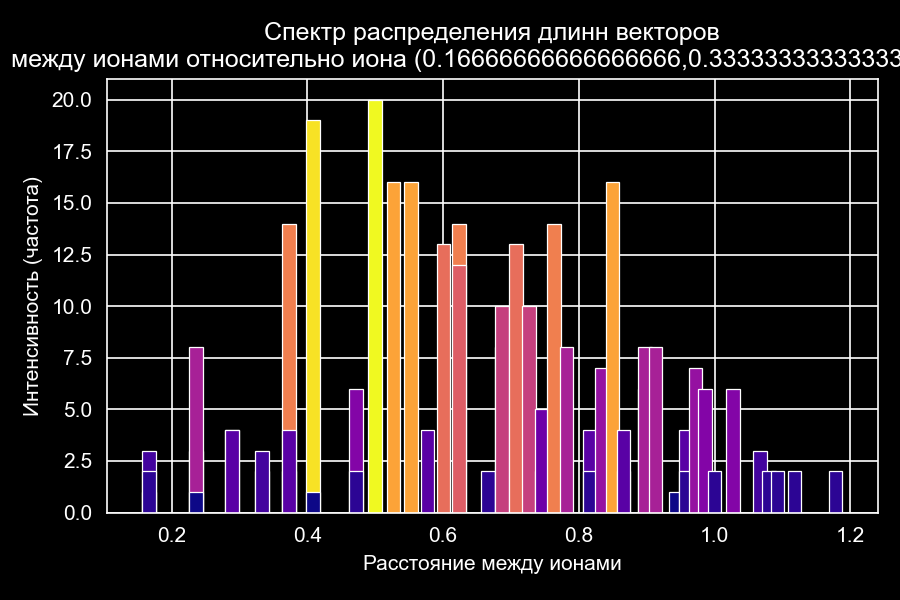 Спектр распределения длинн векторов
между ионами относительно иона (0.16666666666666666,0.33333333333333
20.0
17.5
15.0
12.5
10.0
7.5
5.0
2.5
0.0
Интенсивность (частота)
0.2 0.4 0.6 0.8 1.0 1.2
Расстояние между ионами